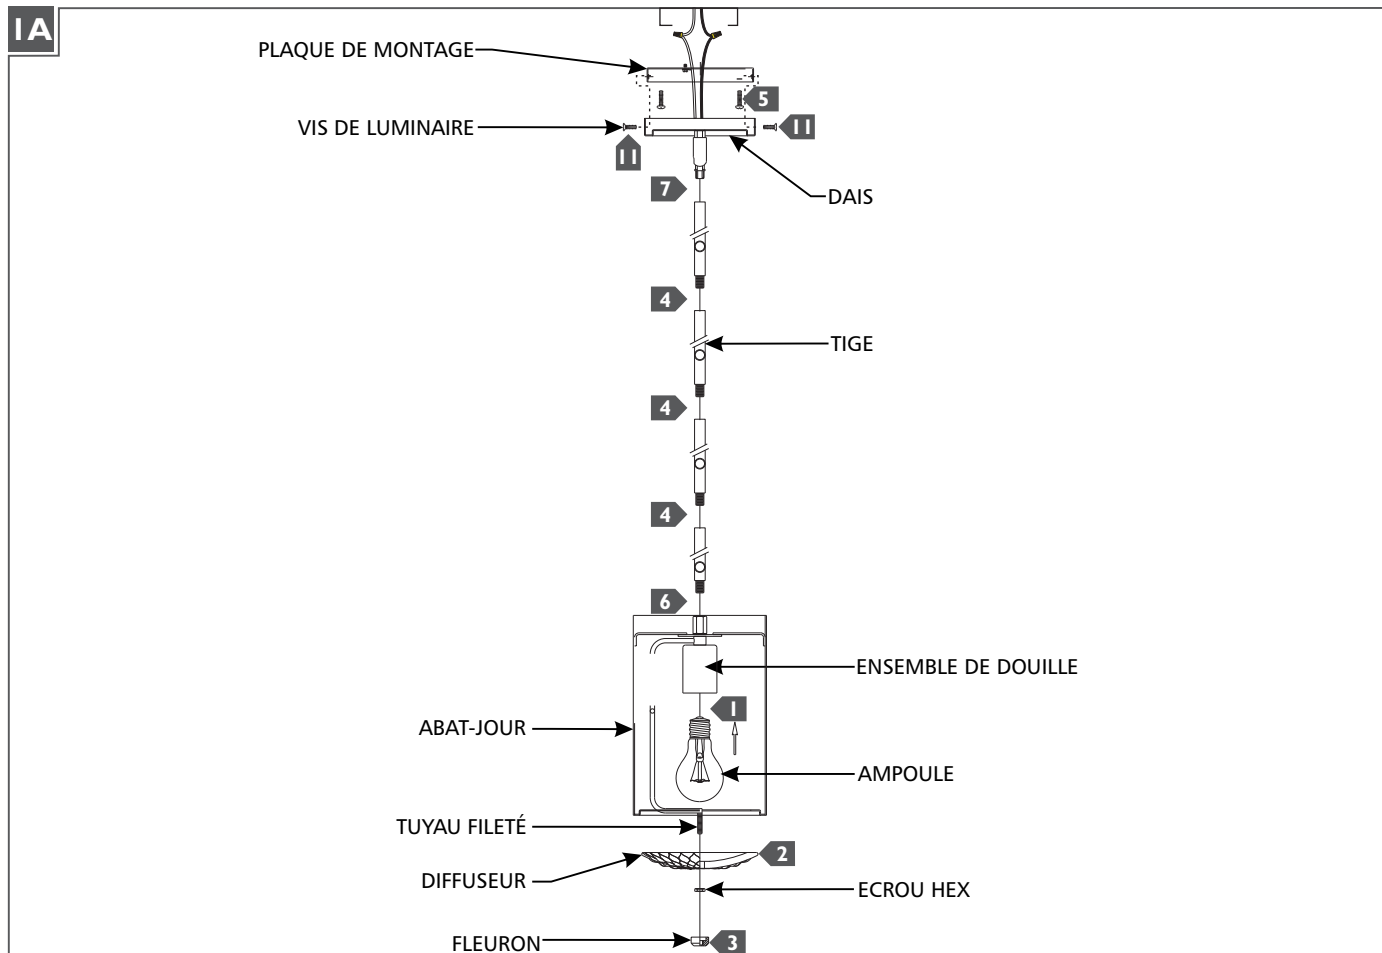 1A
PLAQUE DE MONTAGE
5
VIS DE LUMINAIRE
11
11
7
DAIS
4
TIGE
4
4
6
ENSEMBLE DE DOUILLE
1
ABAT-JOUR
AMPOULE
TUYAU FILETÉ
2
DIFFUSEUR
ECROU HEX
FLEURON
3